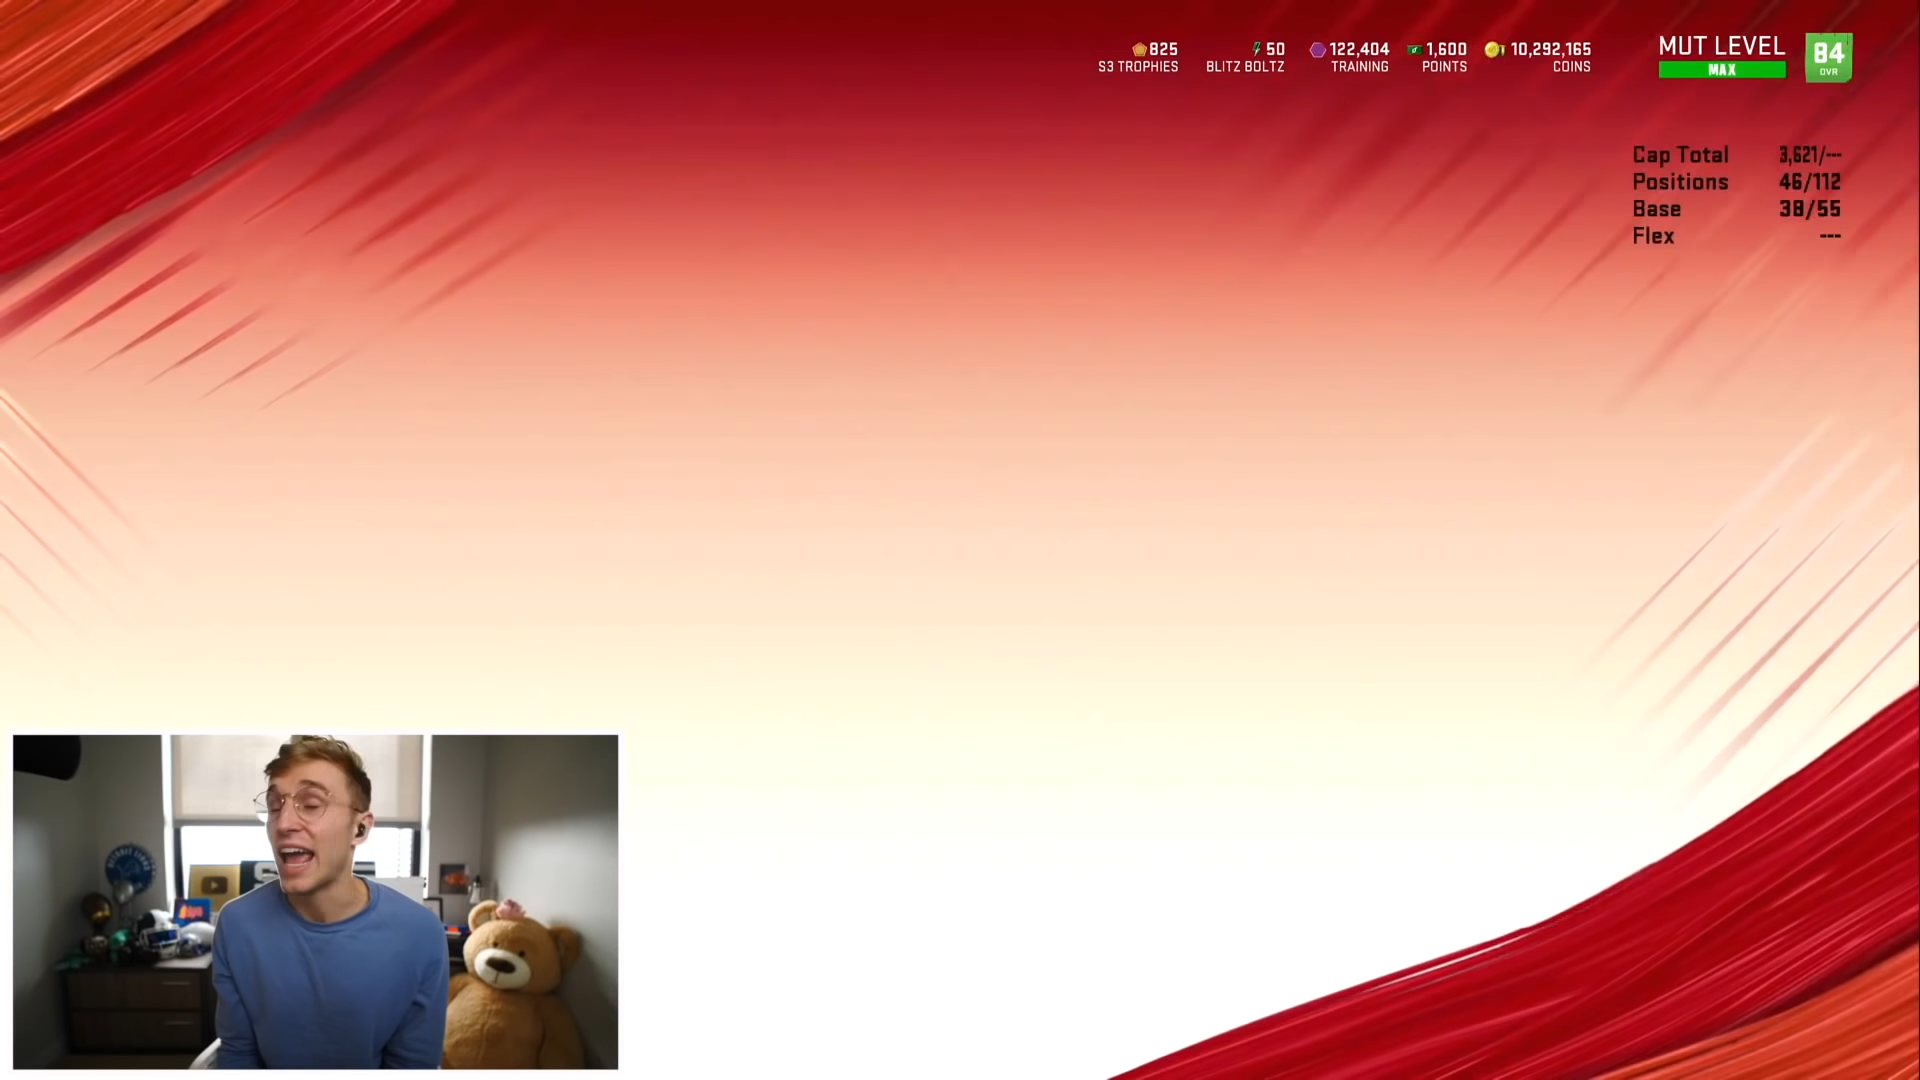 825
S3 TROPHIES
50
BLITZ BOLTZ
122,404
TRAINING
1,600
POINTS
10,292,165
COINS
MUT LEVEL
MAX
84
OVR
Cap Total 3,621/---
Positions 46/112
Base 38/55
Flex ---